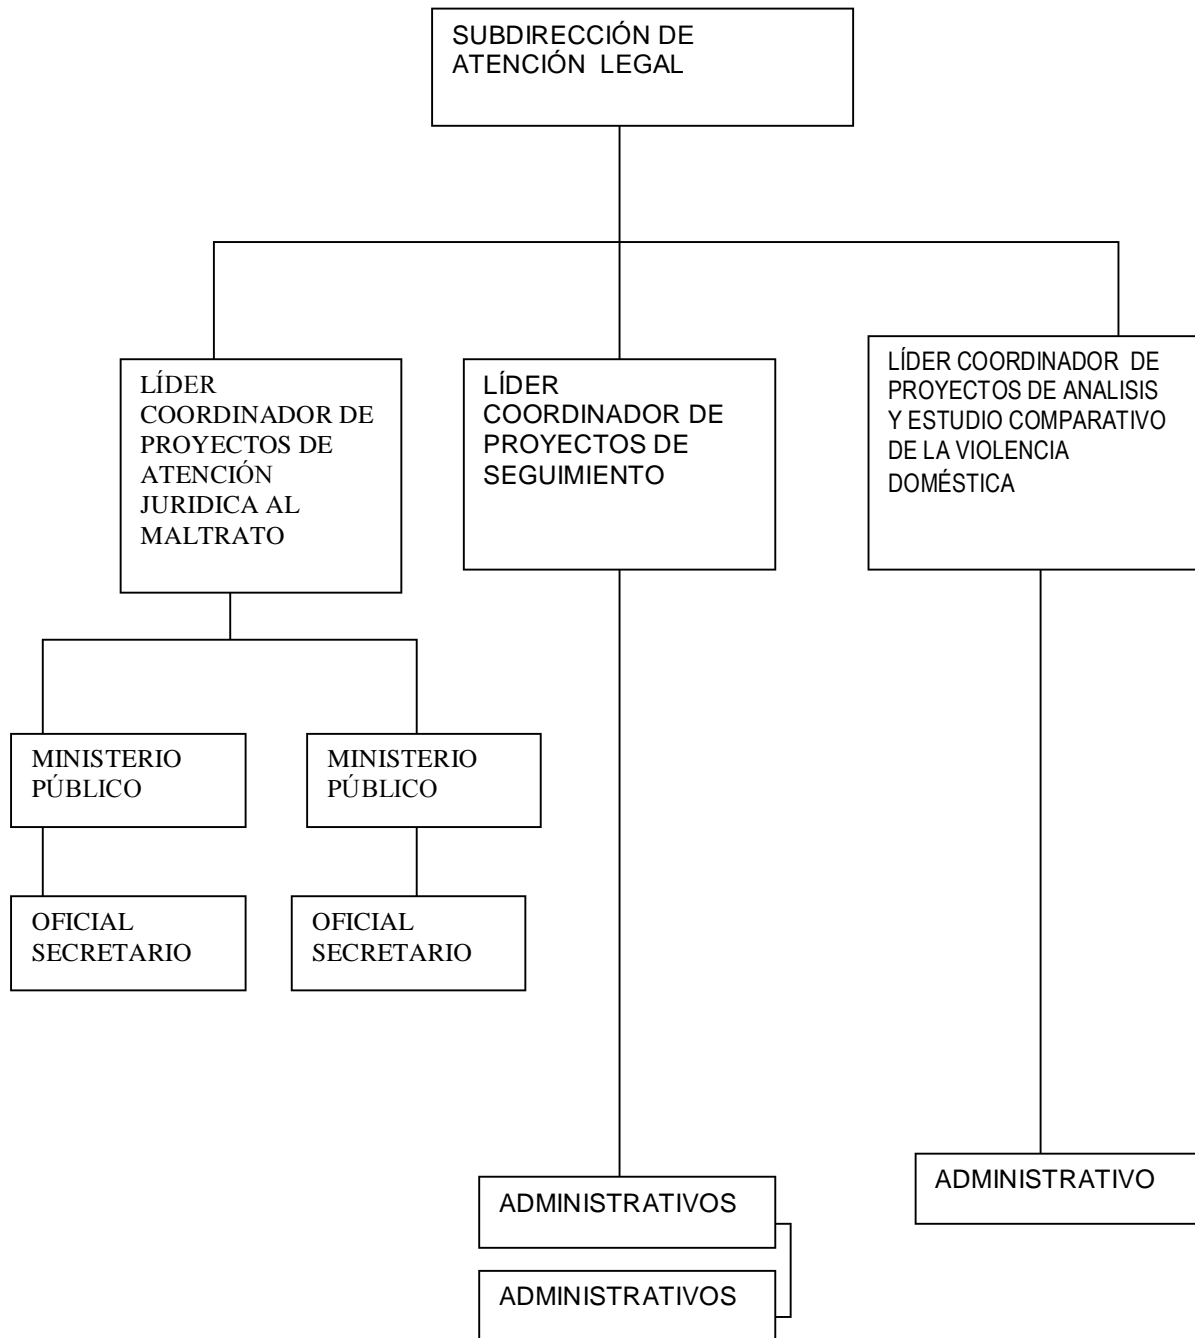 SUBDIRECCIÓN DE
ATENCIÓN LEGAL
LÍDER
COORDINADOR DE
PROYECTOS DE
ATENCIÓN
JURIDICA AL
MALTRATO
LÍDER
COORDINADOR DE
PROYECTOS DE
SEGUIMIENTO
LÍDER COORDINADOR DE
PROYECTOS DE ANALISIS
Y ESTUDIO COMPARATIVO
DE LA VIOLENCIA
DOMÉSTICA
MINISTERIO
PÚBLICO
MINISTERIO
PÚBLICO
OFICIAL
SECRETARIO
OFICIAL
SECRETARIO
ADMINISTRATIVO
ADMINISTRATIVOS
ADMINISTRATIVOS